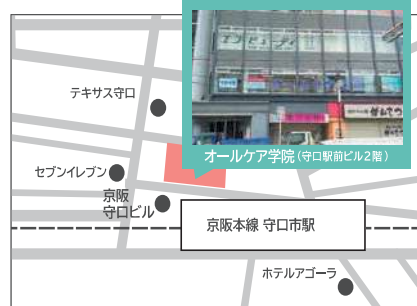 テキサス守口
オールケア学院(守口駅前ビル2階)
セブンイレブン
京阪
守口ビル
京阪本線 守口市駅
ホテルアゴーラ